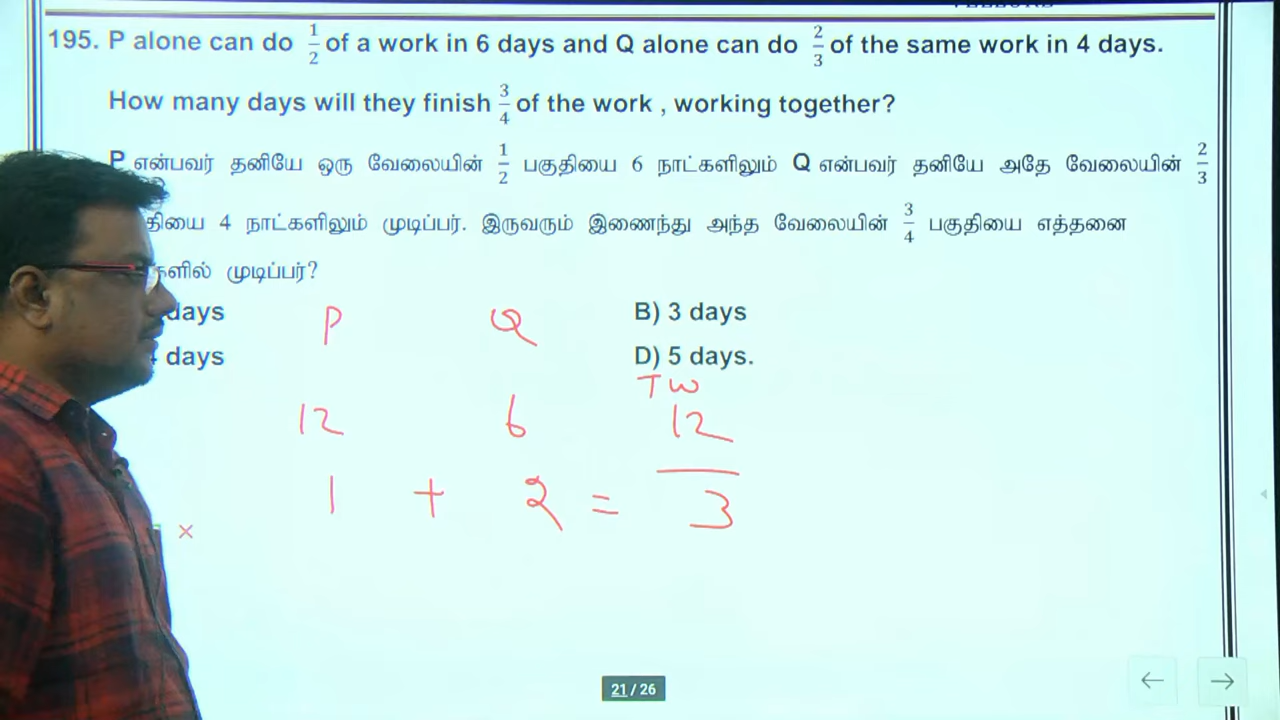 195. P alone can do 1/2 of a work in 6 days and Q alone can do 2/3 of the same work in 4 days.
How many days will they finish 3/4 of the work , working together?
P என்பவர் தனியே ஒரு வேலையின் 1/2 பகுதியை 6 நாட்களிலும் Q என்பவர் தனியே அதே வேலையின் 2/3
4 நாட்களிலும் முடிப்பர். இருவரும் இணைந்து அந்த வேலையின் 3/4 பகுதியை எத்தனை
முடிப்பர்?
days B) 3 days
days D) 5 days.
P Q
T W
12 6 12
1 + 2 = 3
×
21 / 26